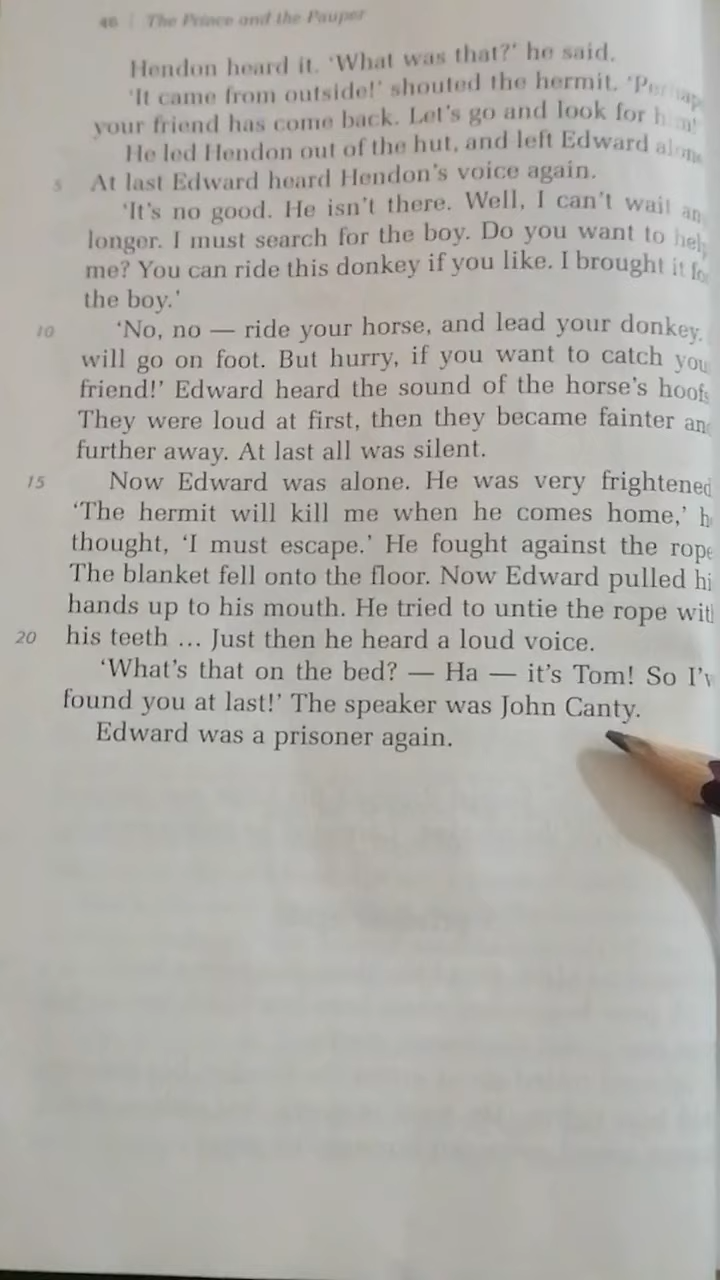 46 | The Prince and the Pauper
Hendon heard it. ‘What was that?’ he said.
‘It came from outside!’ shouted the hermit. ‘Perhap
your friend has come back. Let’s go and look for
He led Hendon out of the hut, and left Edward alone
5 At last Edward heard Hendon’s voice again.
‘It’s no good. He isn’t there. Well, I can’t wait an
longer. I must search for the boy. Do you want to help
me? You can ride this donkey if you like. I brought it fo
the boy.’
10 ‘No, no — ride your horse, and lead your donkey.
will go on foot. But hurry, if you want to catch you
friend!’ Edward heard the sound of the horse’s hoofs
They were loud at first, then they became fainter and
further away. At last all was silent.
15 Now Edward was alone. He was very frightened
‘The hermit will kill me when he comes home,’ h
thought, ‘I must escape.’ He fought against the rope
The blanket fell onto the floor. Now Edward pulled hi
hands up to his mouth. He tried to untie the rope wit
20 his teeth ... Just then he heard a loud voice.
‘What’s that on the bed? — Ha — it’s Tom! So I’v
found you at last!’ The speaker was John Canty.
Edward was a prisoner again.